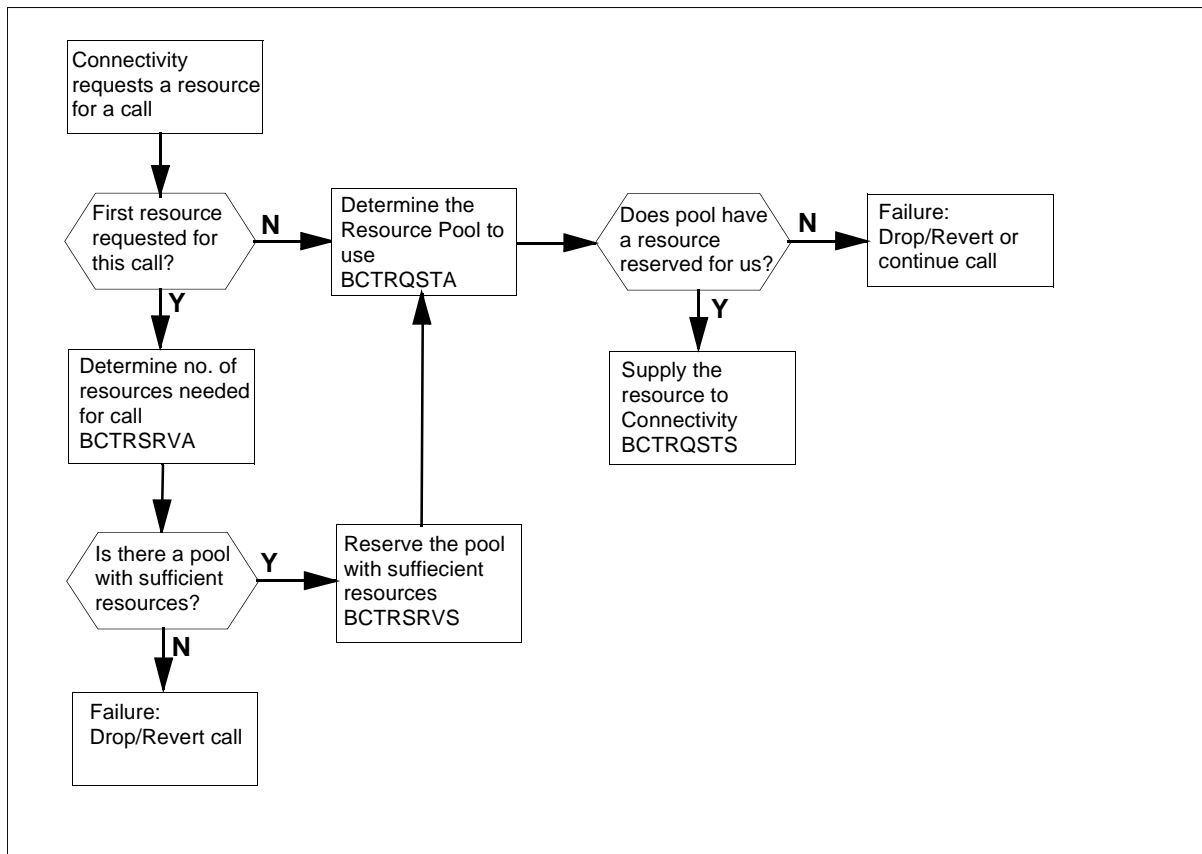 Connectivity
requests a resource
for a call
First resource
requested for
this call?
N
Y
Determine the
Resource Pool to
use
BCTRQSTA
Does pool have
a resource
reserved for us?
N
Y
Failure:
Drop/Revert or
continue call
Determine no. of
resources needed
for call
BCTRSRVA
Supply the
resource to
Connectivity
BCTRQSTS
Is there a pool
with sufficient
resources?
Y
N
Reserve the pool
with suffiecient
resources
BCTRSRVS
Failure:
Drop/Revert call